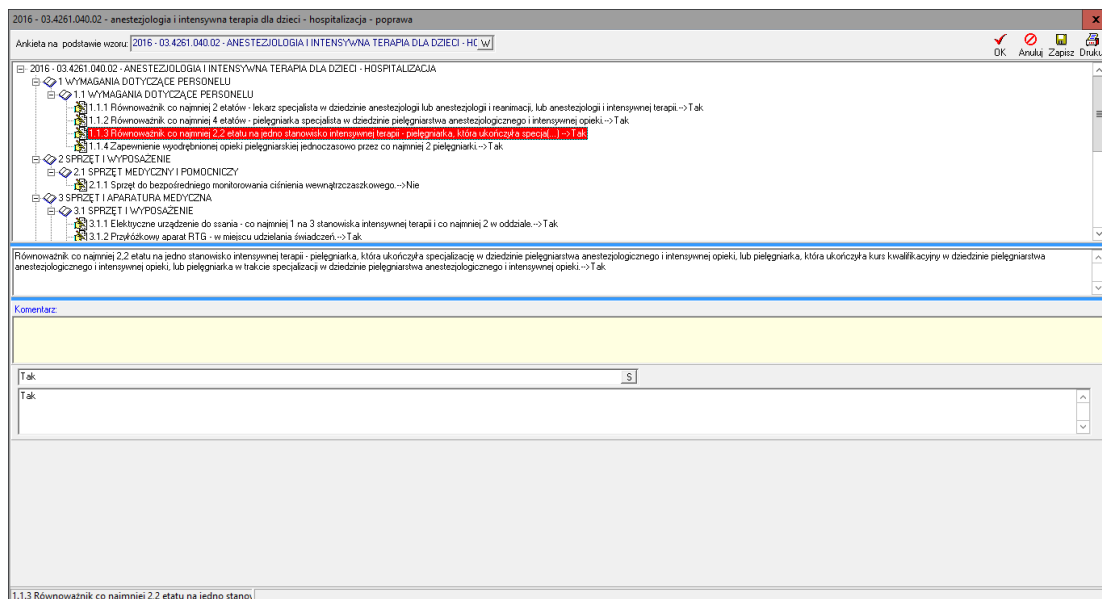 2016 - 03.4261.040.02 - anestezjologia i intensywna terapia dla dzieci - hospitalizacja - poprawa
x
Ankieta na podstawie wzoru: 2016 - 03.4261.040.02 - ANESTEZJOLOGIA I INTENSYWNA TERAPIA DLA DZIECI - HO W
OK Anuluj Zapisz Druku
2016 - 03.4261.040.02 - ANESTEZJOLOGIA I INTENSYWNA TERAPIA DLA DZIECI - HOSPITALIZACJA
1 WYMAGANIA DOTYCZĄCE PERSONELU
1.1 WYMAGANIA DOTYCZĄCE PERSONELU
1.1.1 Równoważnik co najmniej 2 etatów - lekarz specjalista w dziedzinie anestezjologii lub anestezjologii i reanimacji, lub anestezjologii i intensywnej terapii.-->Tak
1.1.2 Równoważnik co najmniej 4 etatów - pielęgniarka specjalista w dziedzinie pielęgniarstwa anestezjologicznego i intensywnej opieki.-->Tak
1.1.3 Równoważnik co najmniej 2,2 etatu na jedno stanowisko intensywnej terapii - pielęgniarka, która ukończyła specja(...) -->Tak
1.1.4 Zapewnienie wyodrębnionej opieki pielęgniarskiej jednoczasowo przez co najmniej 2 pielęgniarki.-->Tak
2 SPRZĘT I WYPOSAŻENIE
2.1 SPRZĘT MEDYCZNY I POMOCNICZY
2.1.1 Sprzęt do bezpośredniego monitorowania ciśnienia wewnątrzczaszkowego.-->Nie
3 SPRZĘT I APARATURA MEDYCZNA
3.1 SPRZĘT I WYPOSAŻENIE
3.1.1 Elektryczne urządzenie do ssania - co najmniej 1 na 3 stanowiska intensywnej terapii i co najmniej 2 w oddziale.-->Tak
3.1.2 Przyłóżkowy aparat RTG - w miejscu udzielania świadczeń.-->Tak
Równoważnik co najmniej 2,2 etatu na jedno stanowisko intensywnej terapii - pielęgniarka, która ukończyła specjalizację w dziedzinie pielęgniarstwa anestezjologicznego i intensywnej opieki, lub pielęgniarka, która ukończyła kurs kwalifikacyjny w dziedzinie pielęgniarstwa
anestezjologicznego i intensywnej opieki, lub pielęgniarka w trakcie specjalizacji w dziedzinie pielęgniarstwa anestezjologicznego i intensywnej opieki.-->Tak
Komentarz:
Tak S
Tak
1.1.3 Równoważnik co najmniej 2,2 etatu na jedno stanow